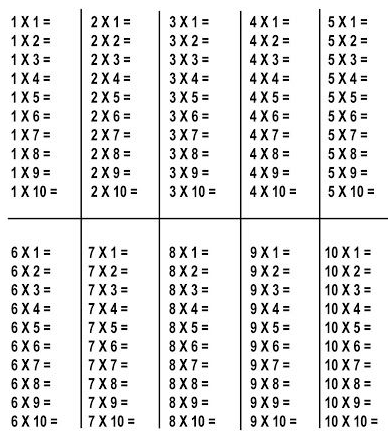 1 X 1 =
1 X 2 =
1 X 3 =
1 X 4 =
1 X 5 =
1 X 6 =
1 X 7 =
1 X 8 =
1 X 9 =
1 X 10 =
2 X 1 =
2 X 2 =
2 X 3 =
2 X 4 =
2 X 5 =
2 X 6 =
2 X 7 =
2 X 8 =
2 X 9 =
2 X 10 =
3 X 1 =
3 X 2 =
3 X 3 =
3 X 4 =
3 X 5 =
3 X 6 =
3 X 7 =
3 X 8 =
3 X 9 =
3 X 10 =
4 X 1 =
4 X 2 =
4 X 3 =
4 X 4 =
4 X 5 =
4 X 6 =
4 X 7 =
4 X 8 =
4 X 9 =
4 X 10 =
5 X 1 =
5 X 2 =
5 X 3 =
5 X 4 =
5 X 5 =
5 X 6 =
5 X 7 =
5 X 8 =
5 X 9 =
5 X 10 =
6 X 1 =
6 X 2 =
6 X 3 =
6 X 4 =
6 X 5 =
6 X 6 =
6 X 7 =
6 X 8 =
6 X 9 =
6 X 10 =
7 X 1 =
7 X 2 =
7 X 3 =
7 X 4 =
7 X 5 =
7 X 6 =
7 X 7 =
7 X 8 =
7 X 9 =
7 X 10 =
8 X 1 =
8 X 2 =
8 X 3 =
8 X 4 =
8 X 5 =
8 X 6 =
8 X 7 =
8 X 8 =
8 X 9 =
8 X 10 =
9 X 1 =
9 X 2 =
9 X 3 =
9 X 4 =
9 X 5 =
9 X 6 =
9 X 7 =
9 X 8 =
9 X 9 =
9 X 10 =
10 X 1 =
10 X 2 =
10 X 3 =
10 X 4 =
10 X 5 =
10 X 6 =
10 X 7 =
10 X 8 =
10 X 9 =
10 X 10 =